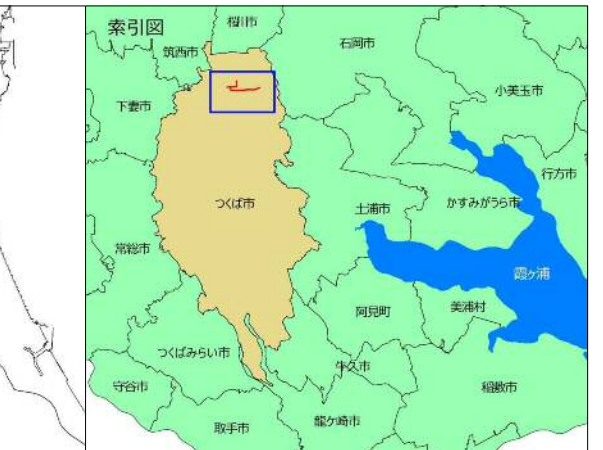 索引図
桜川市
石岡市
筑西市
小美玉市
下妻市
行方市
つくば市
土浦市
かすみがうら市
常総市
霞ヶ浦
阿見町
美浦村
つくばみらい市
牛久市
守谷市
稲敷市
取手市
龍ケ崎市